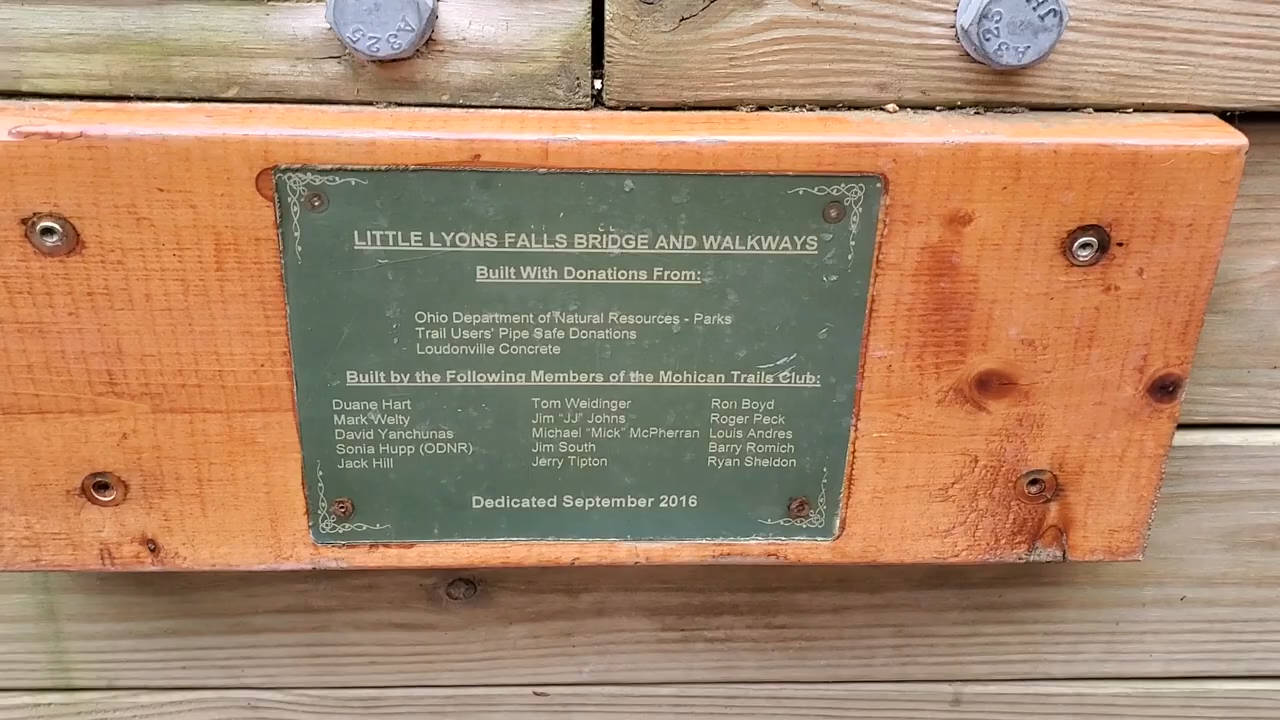 A325
A325 JH
LITTLE LYONS FALLS BRIDGE AND WALKWAYS
Built With Donations From:
Ohio Department of Natural Resources - Parks
Trail Users' Pipe Safe Donations
Loudonville Concrete
Built by the Following Members of the Mohican Trails Club:
Duane Hart Tom Weidinger Ron Boyd
Mark Welty Jim "JJ" Johns Roger Peck
David Yanchunas Michael "Mick" McPherran Louis Andres
Sonia Hupp (ODNR) Jim South Barry Romich
Jack Hill Jerry Tipton Ryan Sheldon
Dedicated September 2016